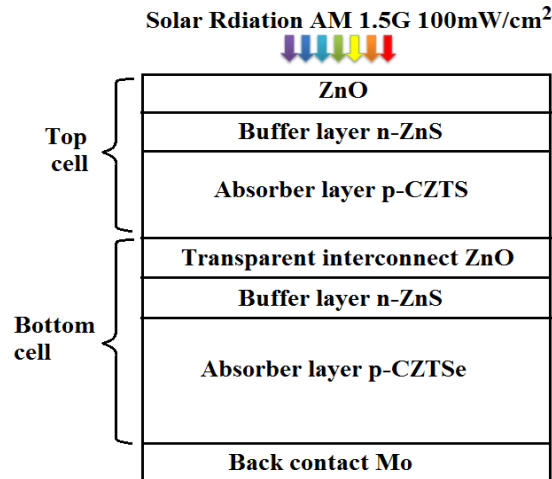 Solar Rdiation AM 1.5G 100mW/cm²
ZnO
Top
cell
Buffer layer n-ZnS
Absorber layer p-CZTS
Transparent interconnect ZnO
Buffer layer n-ZnS
Bottom
cell
Absorber layer p-CZTSe
Back contact Mo